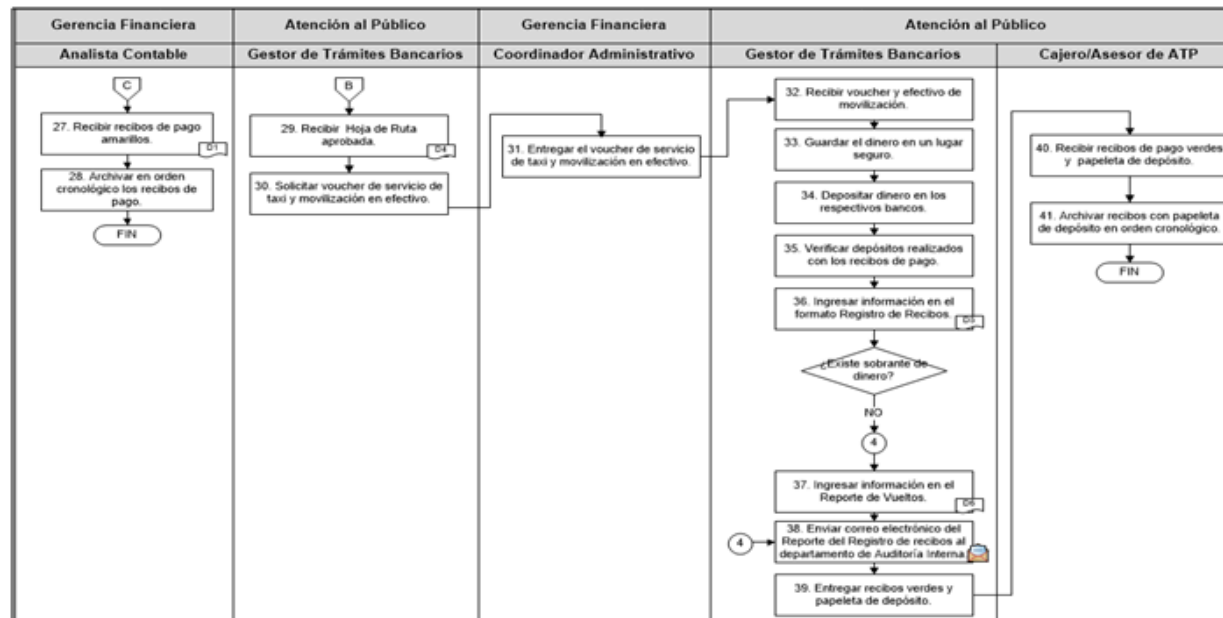 Gerencia Financiera
Atención al Público
Gerencia Financiera
Atención al Público
Analista Contable
Gestor de Trámites Bancarios
Coordinador Administrativo
Gestor de Trámites Bancarios
Cajero/Asesor de ATP
C
27. Recibir recibos de pago
amarillos.
D1
28. Archivar en orden
cronológico los recibos de
pago.
FIN
B
29. Recibir Hoja de Ruta
aprobada.
D4
30. Solicitar voucher de servicio de
taxi y movilización en efectivo.
31. Entregar el voucher de servicio
de taxi y movilización en efectivo.
32. Recibir voucher y efectivo de
movilización.
33. Guardar el dinero en un lugar
seguro.
34. Depositar dinero en los
respectivos bancos.
35. Verificar depósitos realizados
con los recibos de pago.
36. Ingresar información en el
formato Registro de Recibos.
D5
¿Existe sobrante de
dinero?
NO
4
37. Ingresar información en el
Reporte de Vueltos.
D6
4
38. Enviar correo electrónico del
Reporte del Registro de recibos al
departamento de Auditoría Interna.
39. Entregar recibos verdes y
papeleta de depósito.
40. Recibir recibos de pago verdes
y papeleta de depósito.
41. Archivar recibos con papeleta
de depósito en orden cronológico.
FIN